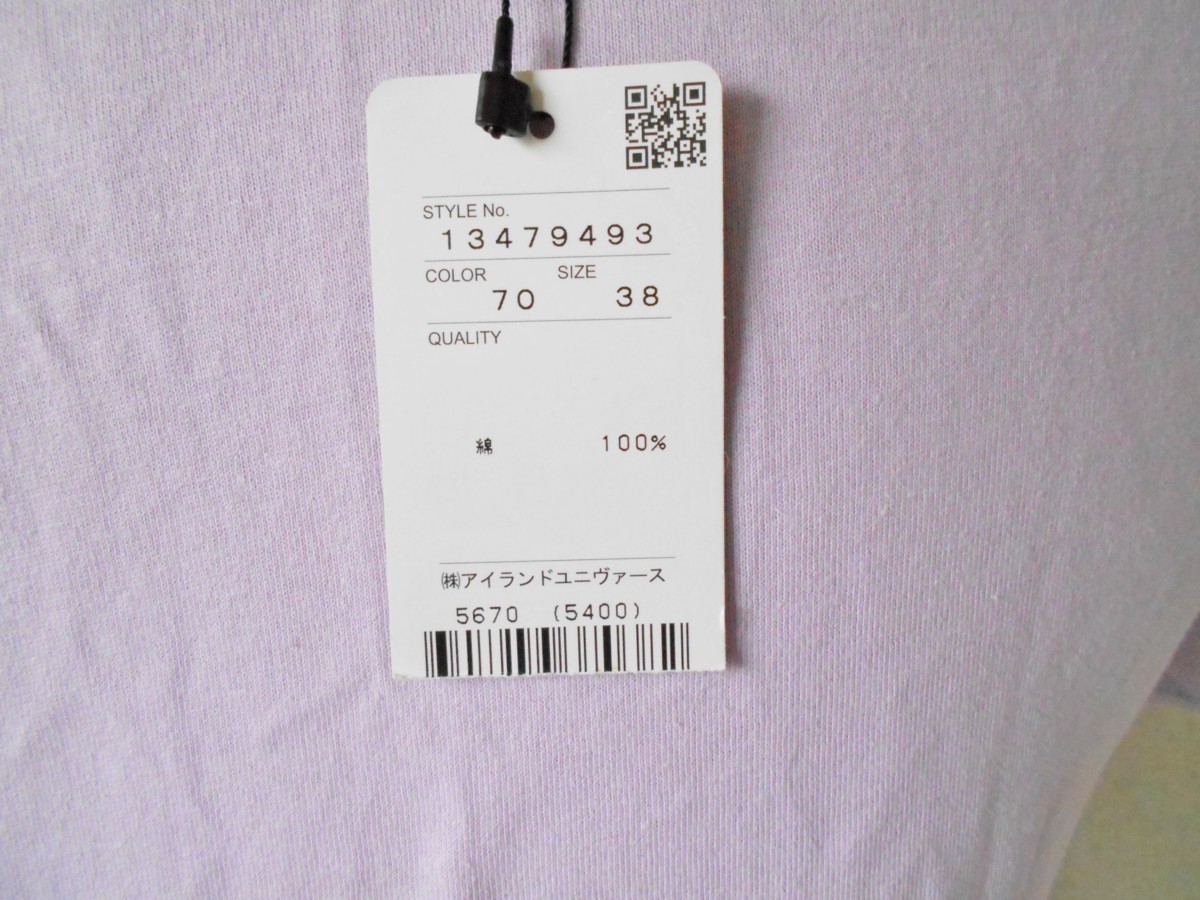 STYLE No.
13479493
COLOR SIZE
70 38
QUALITY
綿 100%
㈱アイランドユニヴァース
5670 (5400)